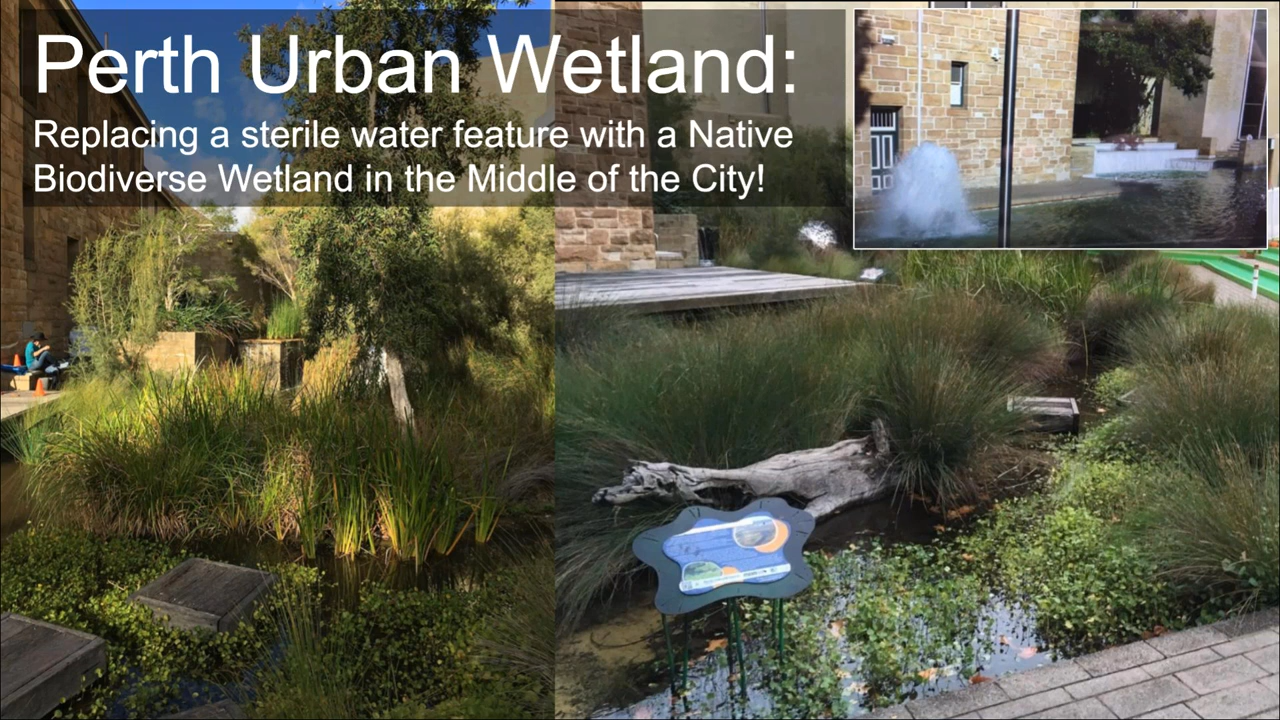 Perth Urban Wetland:
Replacing a sterile water feature with a Native
Biodiverse Wetland in the Middle of the City!